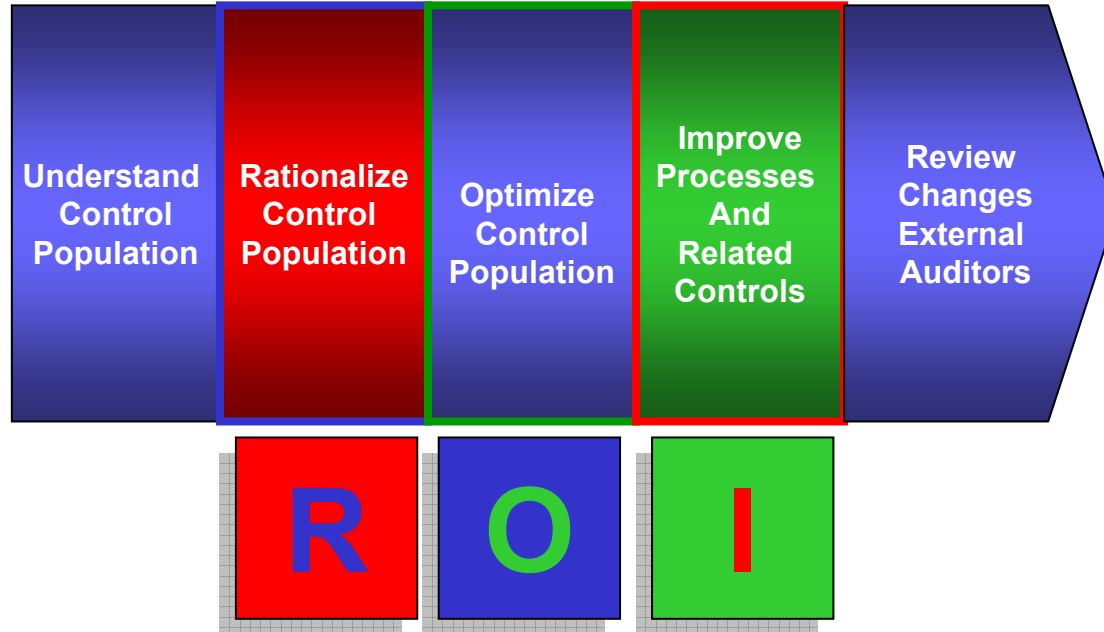 Understand
Control
Population
Rationalize
Control
Population
Optimize
Control
Population
Improve
Processes
And
Related
Controls
Review
Changes
External
Auditors
R
O
I